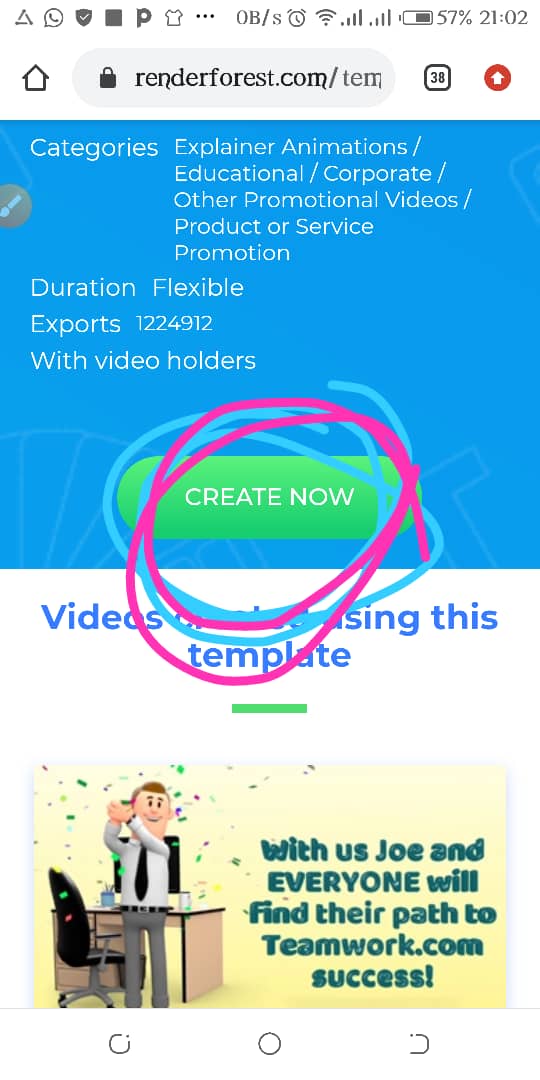 0B/s 57% 21:02
renderforest.com/tem
38
Categories Explainer Animations /
Educational / Corporate /
Other Promotional Videos /
Product or Service
Promotion
Duration Flexible
Exports 1224912
With video holders
CREATE NOW
Videos created using this
template
With us Joe and
EVERYONE will
find their path to
Teamwork.com
success!